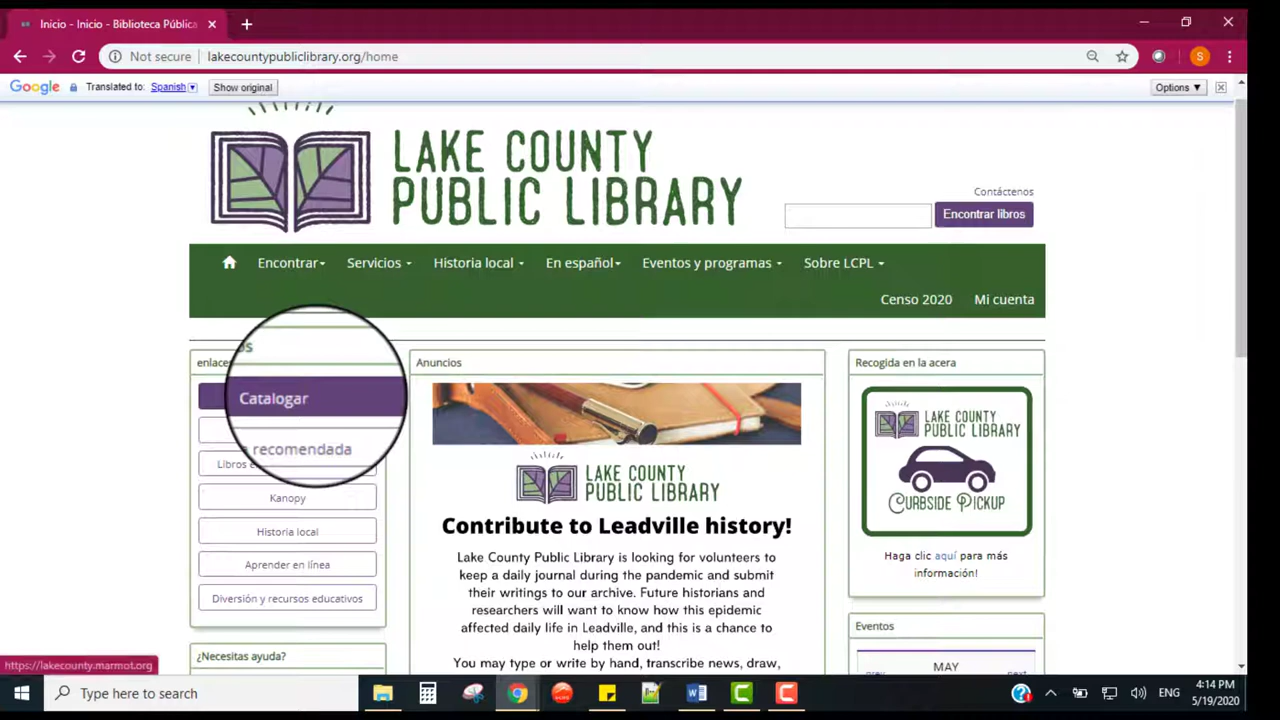 Inicio - Inicio - Biblioteca Pública
Not secure
lakecountypubliclibrary.org/home
S
Google
Translated to: Spanish
Show original
Options ▼
LAKE COUNTY
PUBLIC LIBRARY
Contáctenos
Encontrar libros
Encontrar
Servicios
Historia local
En español
Eventos y programas
Sobre LCPL
Censo 2020
Mi cuenta
enlaces
Catalogar
recomendada
Kanopy
Historia local
Aprender en línea
Diversión y recursos educativos
¿Necesitas ayuda?
Anuncios
LAKE COUNTY
PUBLIC LIBRARY
Contribute to Leadville history!
Lake County Public Library is looking for volunteers to
keep a daily journal during the pandemic and submit
their writings to our archive. Future historians and
researchers will want to know how this epidemic
affected daily life in Leadville, and this is a chance to
help them out!
You may type or write by hand, transcribe news, draw,
Recogida en la acera
LAKE COUNTY
PUBLIC LIBRARY
CURBSIDE PICKUP
Haga clic aquí para más
información!
Eventos
prev
MAY
next
https://lakecounty.marmot.org
Type here to search
ENG
4:14 PM
5/19/2020